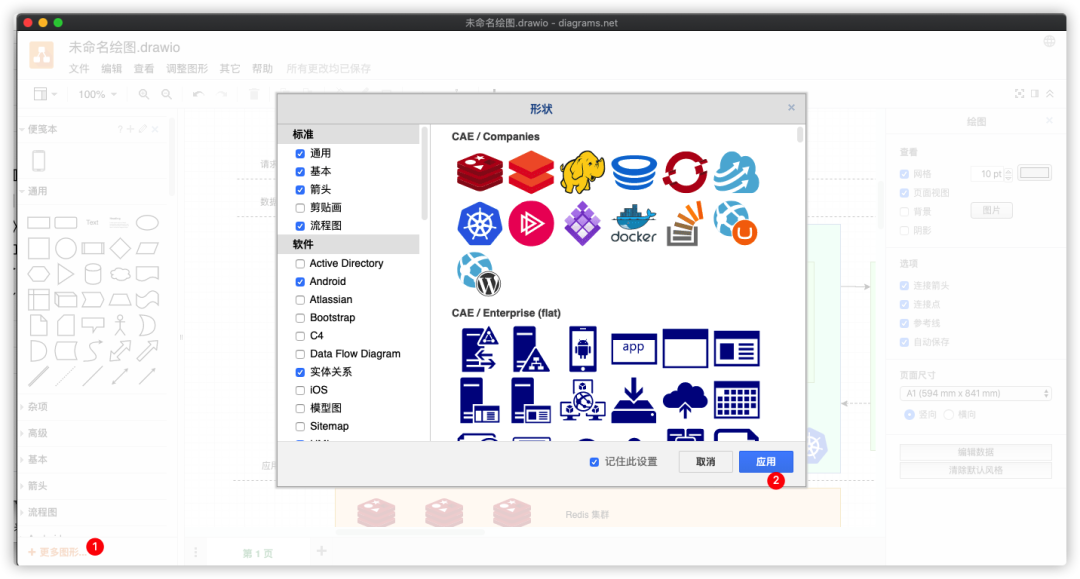 未命名绘图.drawio - diagrams.net
未命名绘图.drawio
文件 编辑 查看 调整图形 其它 帮助 所有更改均已保存
100%
便笺本
通用
Text
杂项
高级
基本
箭头
流程图
+ 更多图形...
1
形状
标准
通用
基本
箭头
剪贴画
流程图
软件
Active Directory
Android
Atlassian
Bootstrap
C4
Data Flow Diagram
实体关系
iOS
模型图
Sitemap
CAE / Companies
docker
CAE / Enterprise (flat)
app
记住此设置
取消
应用
2
Redis 集群
第 1 页
绘图
查看
网格
10 pt
页面视图
背景
图片
阴影
选项
连接箭头
连接点
参考线
自动保存
页面尺寸
A1 (594 mm x 841 mm)
竖向 横向
编辑数据
清除默认风格